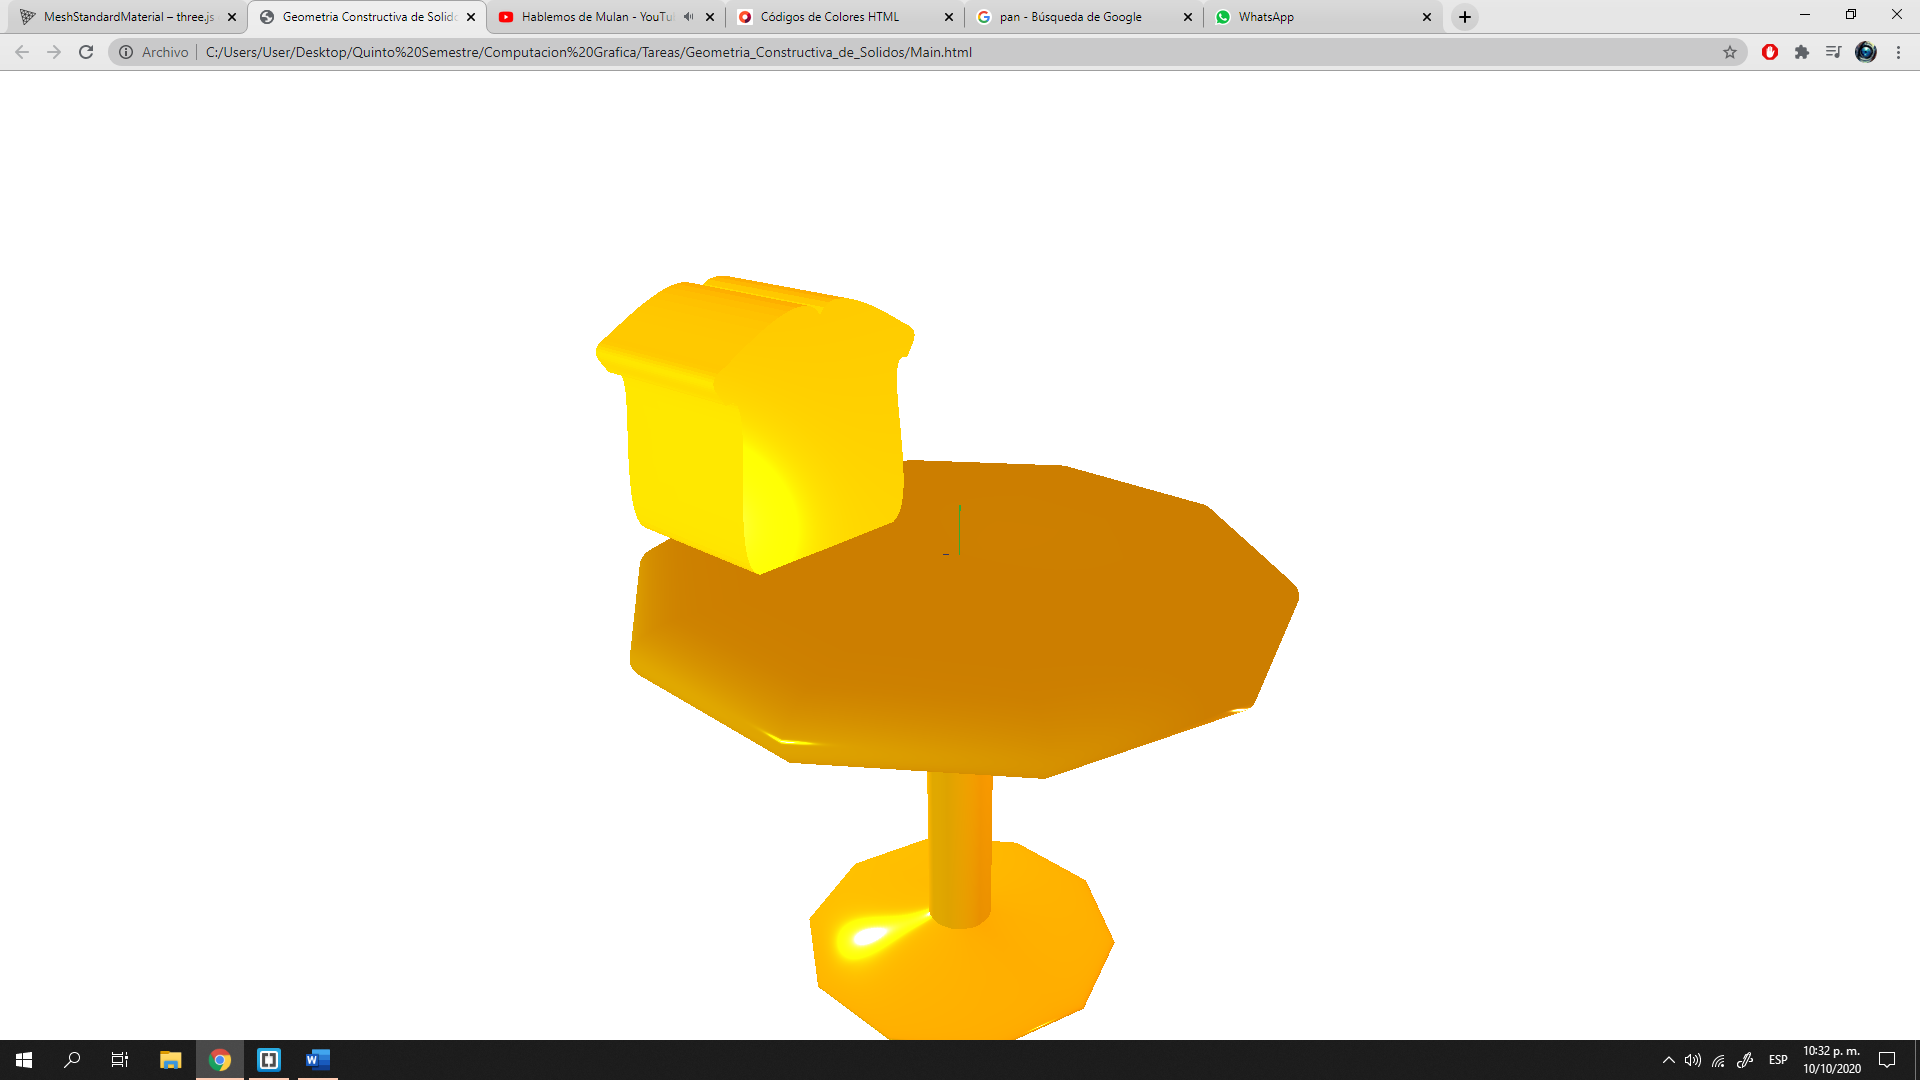 MeshStandardMaterial – three.js
Geometria Constructiva de Solido
Hablemos de Mulan - YouTu
Códigos de Colores HTML
pan - Búsqueda de Google
WhatsApp
Archivo
C:/Users/User/Desktop/Quinto%20Semestre/Computacion%20Grafica/Tareas/Geometria_Constructiva_de_Solidos/Main.html
ESP
10:32 p. m.
10/10/2020